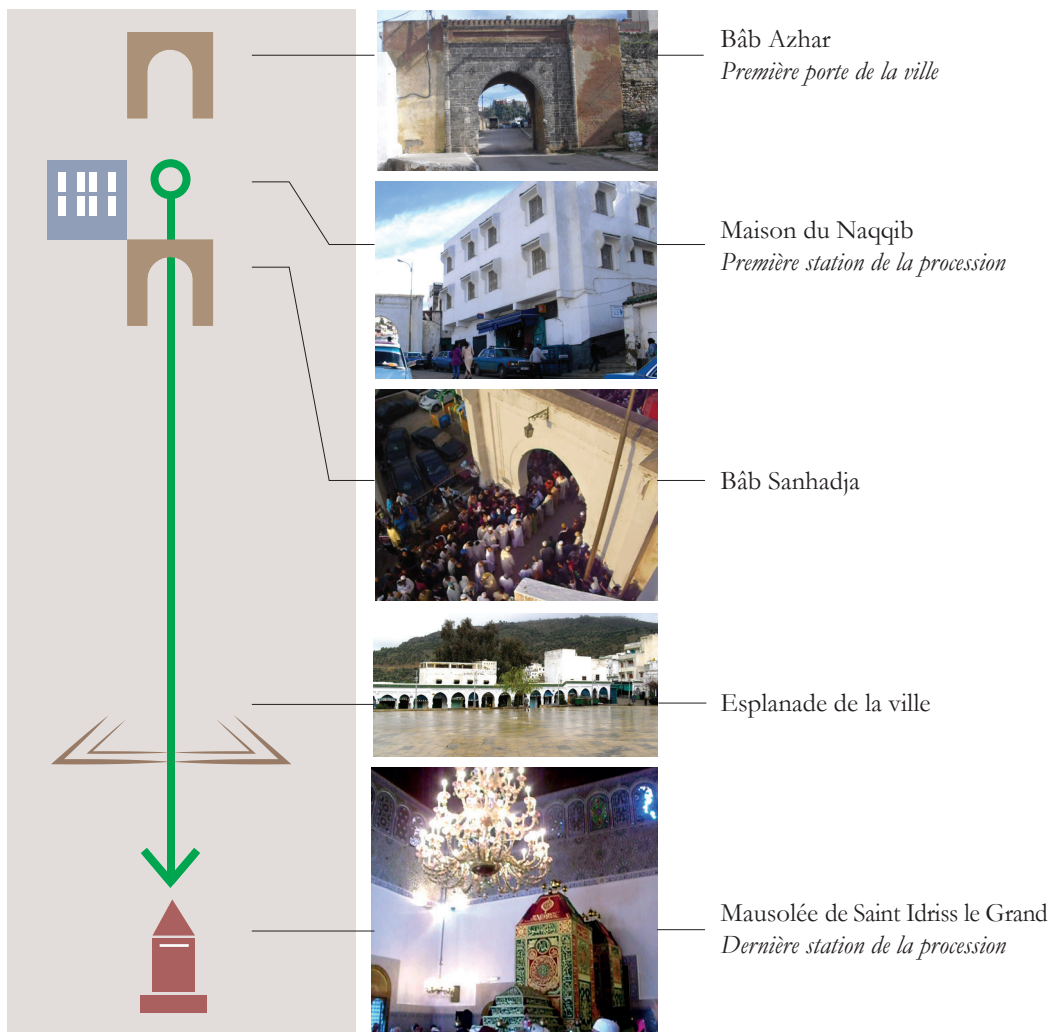 Bâb Azhar
Première porte de la ville
Maison du Naqqib
Première station de la procession
Bâb Sanhadja
Esplanade de la ville
Mausolée de Saint Idriss le Grand
Dernière station de la procession